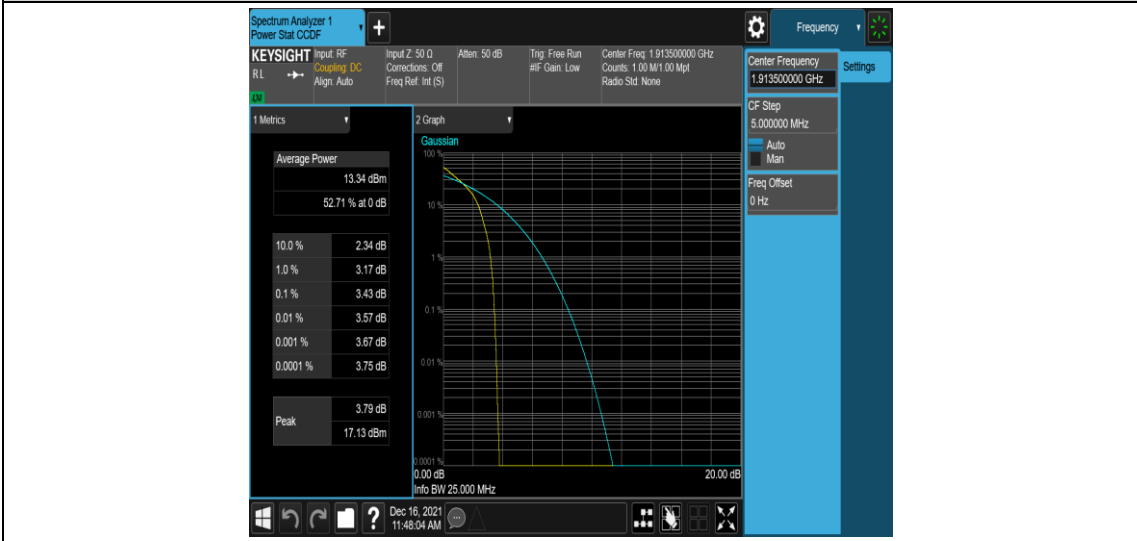 Spectrum Analyzer 1
Power Stat CCDF
Frequency
KEYSIGHT
Input: RF
Coupling: DC
Align: Auto
RL
LNI
Input Z: 50 Ω
Corrections: Off
Freq Ref: Int (S)
Atten: 50 dB
Trig: Free Run
#IF Gain: Low
Center Freq: 1.913500000 GHz
Counts: 1.00 M/1.00 Mpt
Radio Std: None
Center Frequency
1.913500000 GHz
Settings
CF Step
5.000000 MHz
Auto
Man
Freq Offset
0 Hz
1 Metrics
Average Power
13.34 dBm
52.71 % at 0 dB
10.0 % 2.34 dB
1.0 % 3.17 dB
0.1 % 3.43 dB
0.01 % 3.57 dB
0.001 % 3.67 dB
0.0001 % 3.75 dB
Peak
3.79 dB
17.13 dBm
2 Graph
Gaussian
100 %
10 %
1 %
0.1 %
0.01 %
0.001 %
0.0001 %
0.00 dB
20.00 dB
Info BW 25.000 MHz
?
Dec 16, 2021
11:48:04 AM